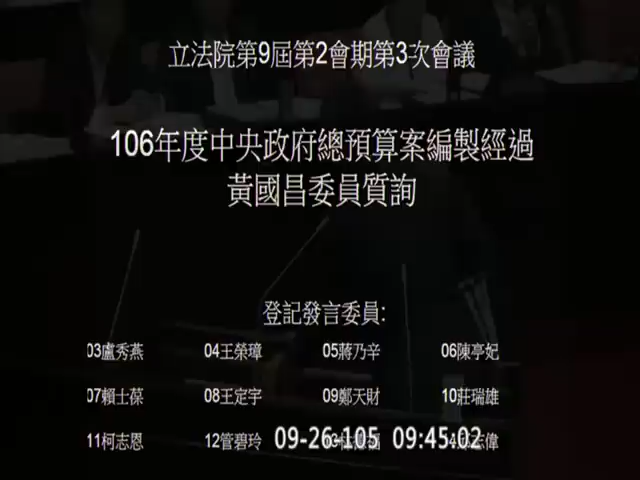 立法院第9屆第2會期第3次會議
106年度中央政府總預算案編製經過
黃國昌委員質詢
登記發言委員:
03盧秀燕 04王榮璋 05蔣乃辛 06陳亭妃
07賴士葆 08王定宇 09鄭天財 10莊瑞雄
11柯志恩 12管碧玲
09-26-105 09:45:02